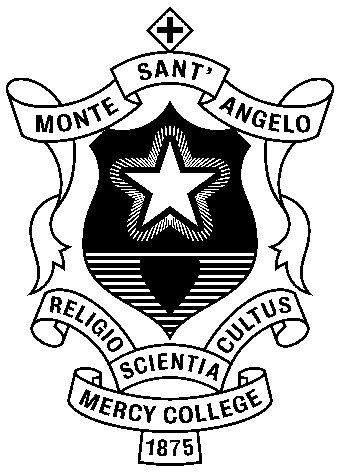 MONTE SANT' ANGELO
RELIGIO SCIENTIA CULTUS
MERCY COLLEGE
1875